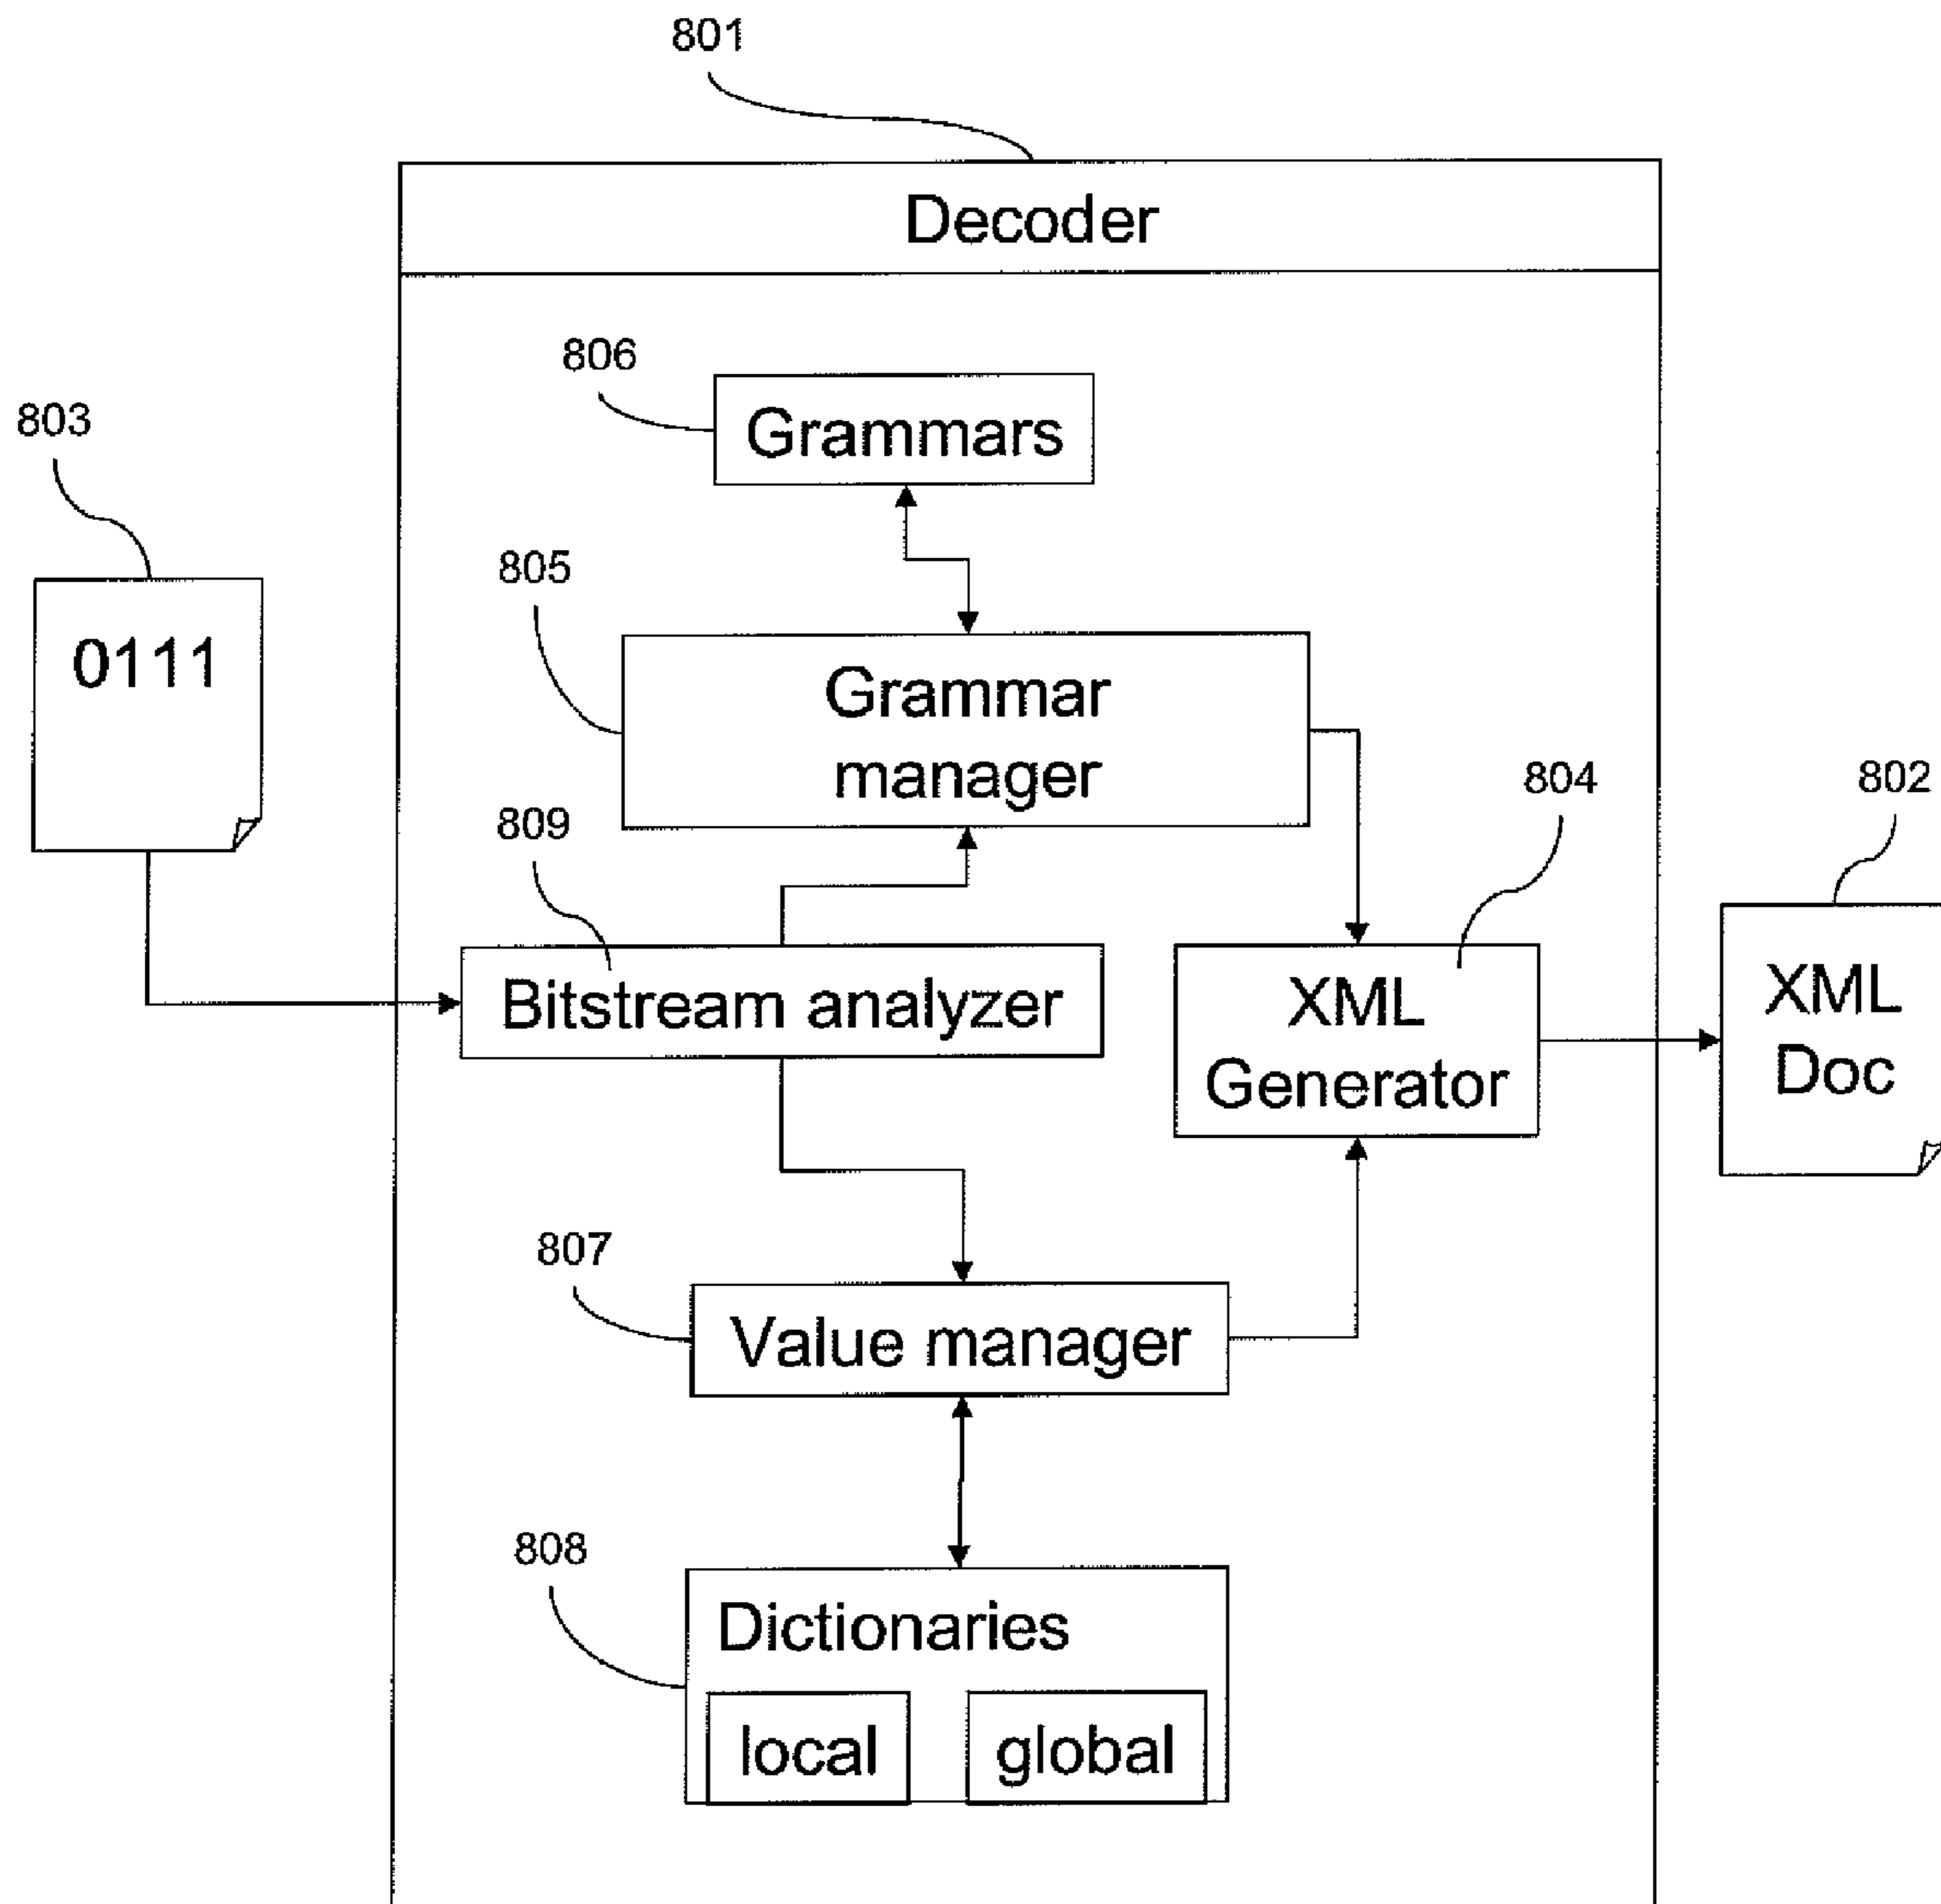 801
Decoder
806
Grammars
803
0111
805
Grammar
manager
804
802
809
Bitstream analyzer
XML
Generator
XML
Doc
807
Value manager
808
Dictionaries
local
global